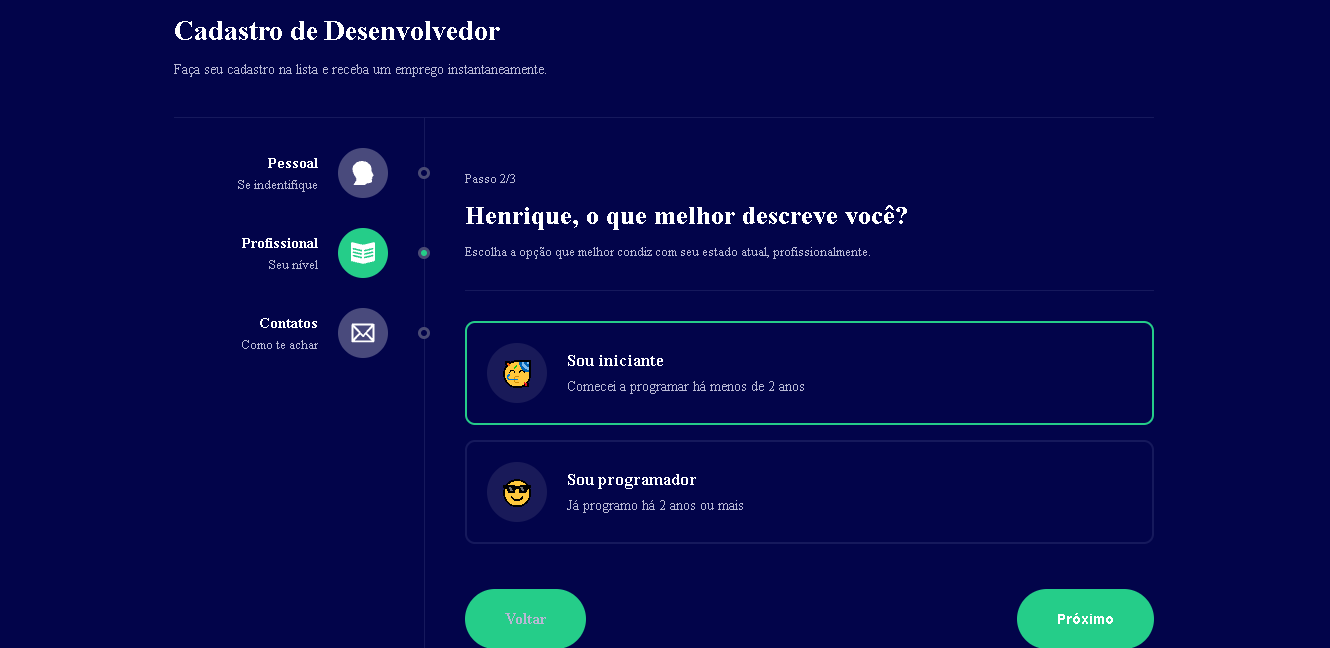 Cadastro de Desenvolvedor
Faça seu cadastro na lista e receba um emprego instantaneamente.
Pessoal
Se indentifique
Profissional
Seu nível
Contatos
Como te achar
Passo 2/3
Henrique, o que melhor descreve você?
Escolha a opção que melhor condiz com seu estado atual, profissionalmente.
Sou iniciante
Comecei a programar há menos de 2 anos
Sou programador
Já programo há 2 anos ou mais
Voltar
Próximo